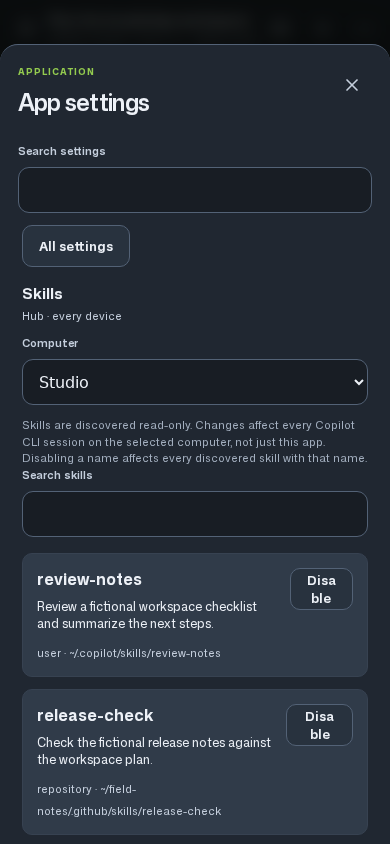 APPLICATION
App settings
Search settings
All settings
Skills
Hub · every device
Computer
Studio
Skills are discovered read-only. Changes affect every Copilot
CLI session on the selected computer, not just this app.
Disabling a name affects every discovered skill with that name.
Search skills
review-notes
Disa
ble
Review a fictional workspace checklist
and summarize the next steps.
user · ~/.copilot/skills/review-notes
release-check
Disa
ble
Check the fictional release notes against
the workspace plan.
repository · ~/field-
notes/.github/skills/release-check